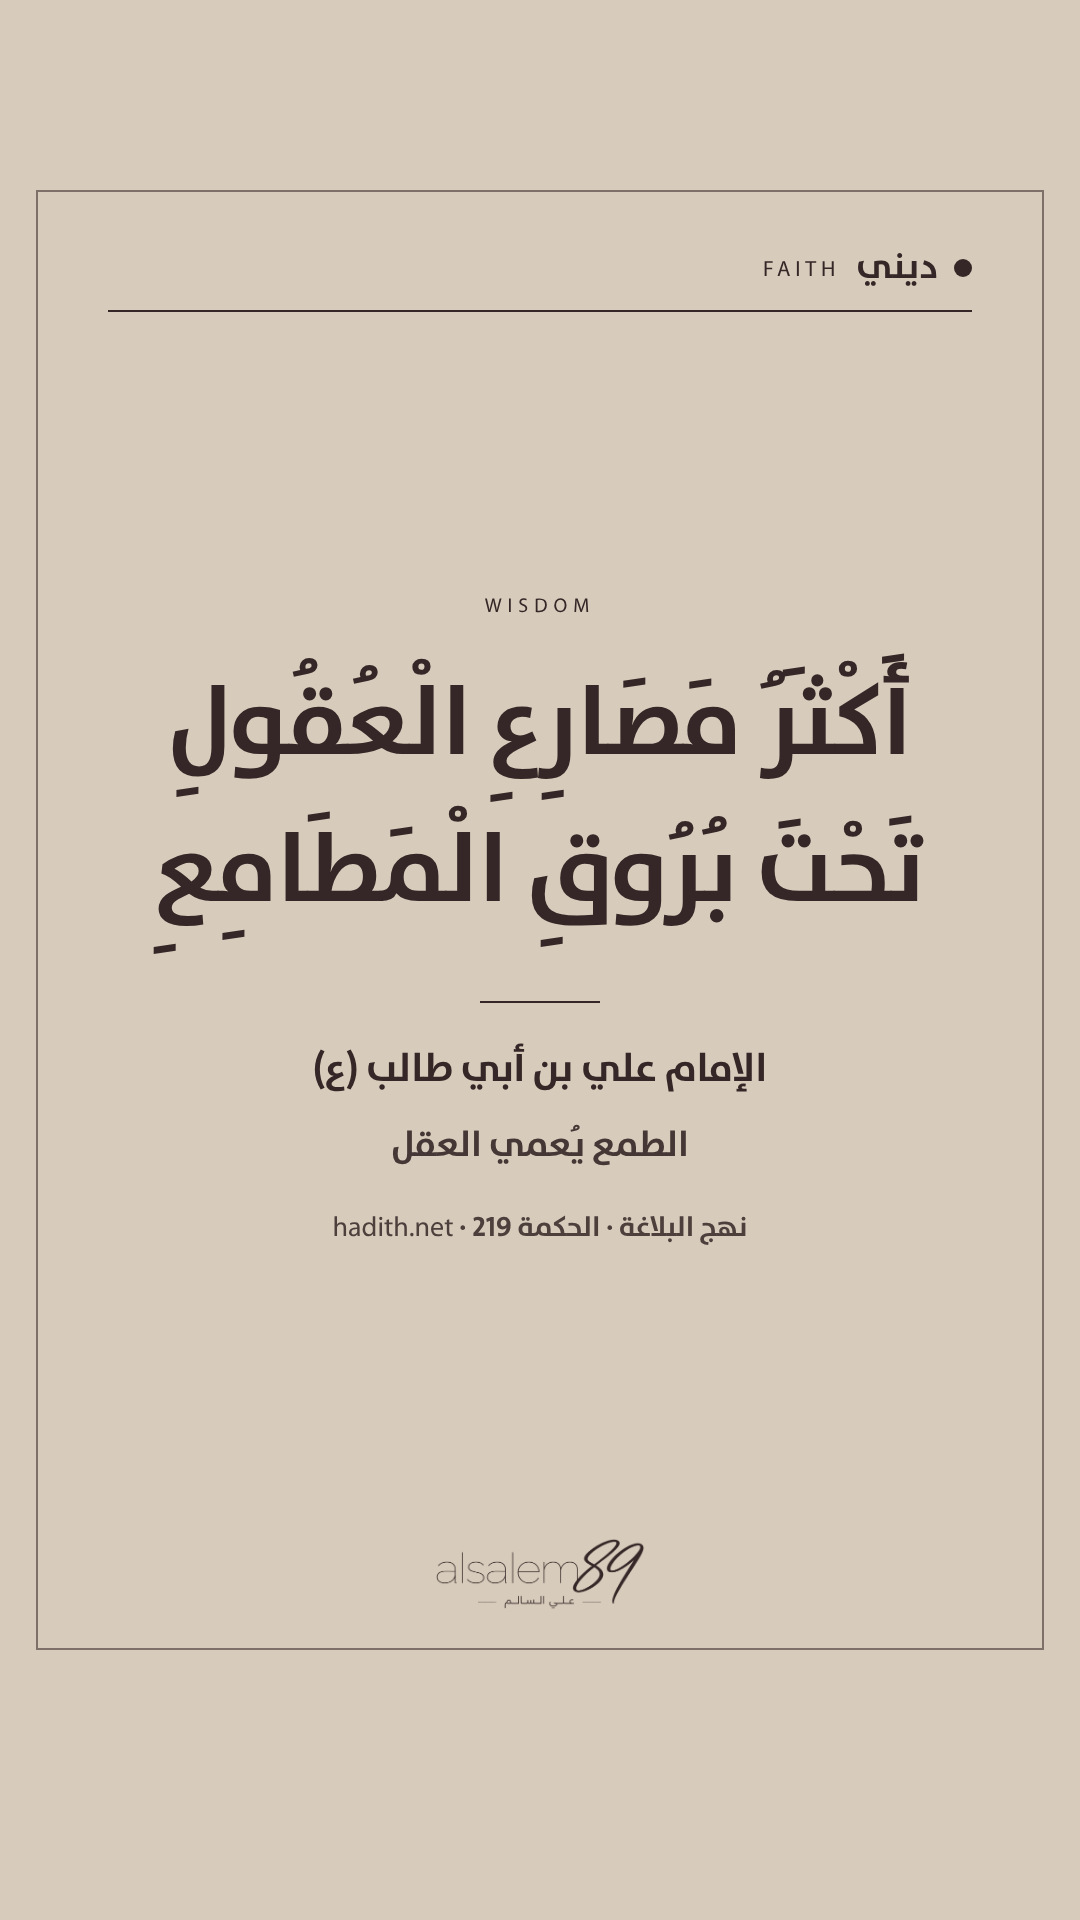 ديني FAITH
WISDOM
أَكْثَرُ مَصَارِعِ الْعُقُولِ
تَحْتَ بُرُوقِ الْمَطَامِعِ
الإمام علي بن أبي طالب (ع)
الطمع يُعمي العقل
نهج البلاغة · الحكمة 219 · hadith.net
alsalem89
علي السالم